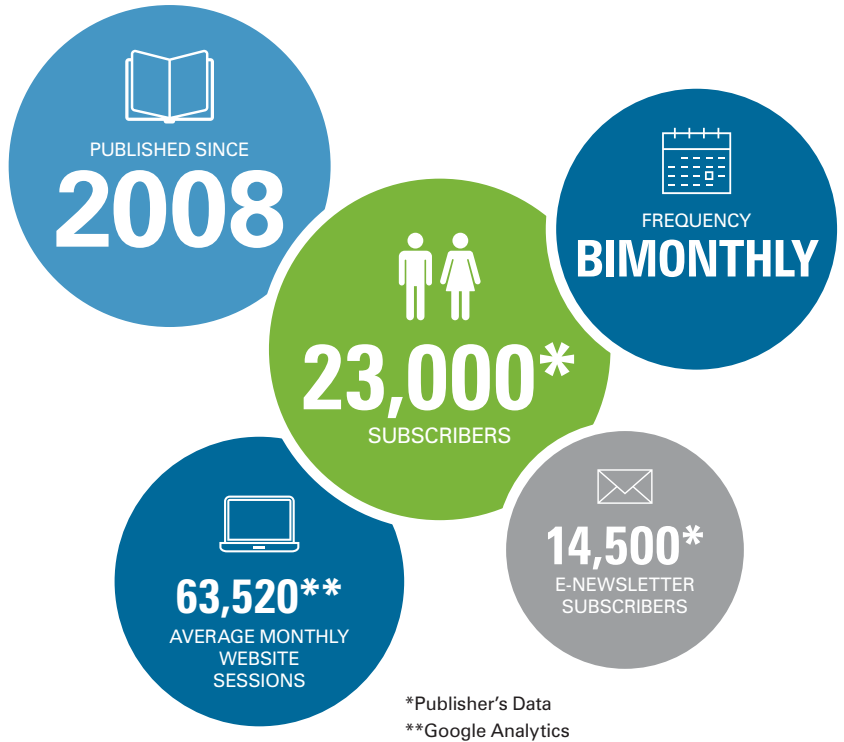 PUBLISHED SINCE
2008
FREQUENCY
BIMONTHLY
23,000*
SUBSCRIBERS
63,520**
AVERAGE MONTHLY
WEBSITE
SESSIONS
14,500*
E-NEWSLETTER
SUBSCRIBERS
*Publisher's Data
**Google Analytics